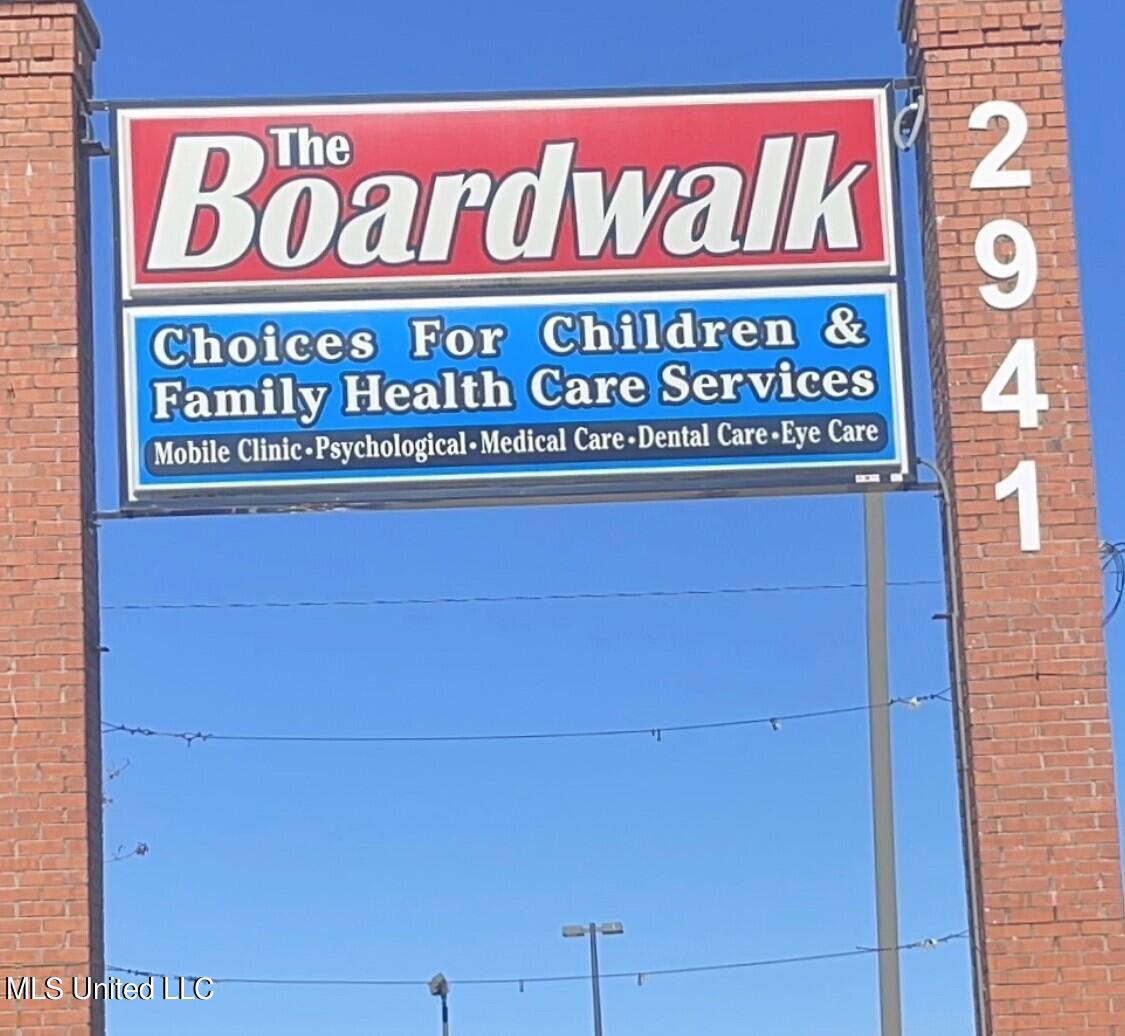 The
Boardwalk
Choices For Children &
Family Health Care Services
Mobile Clinic•Psychological•Medical Care•Dental Care•Eye Care
2
9
4
1
MLS United LLC